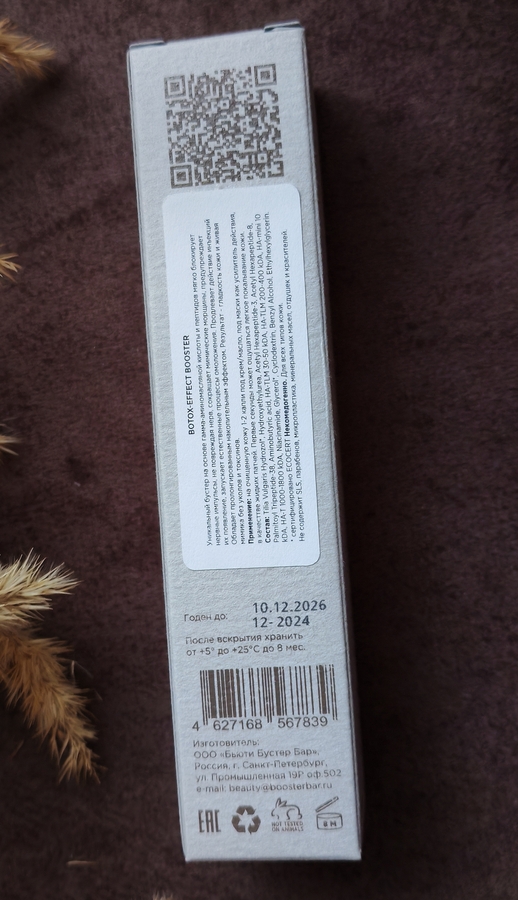 BOTOX-EFFECT BOOSTER
Уникальный бустер на основе гамма-аминомасляной кислоты и пептидов мягко блокирует
нервные импульсы, не повреждая нерв, сокращает мимические морщины, предупреждает
их появление, запускает естественные процессы омоложения. Продлевает действие инъекций
Обладает пролонгированным накопительным эффектом. Результат - гладкость кожи и живая
мимика без уколов и токсинов.
Применение: на очищенную кожу 1-2 капли под крем/масло, под маски как усилитель действия,
в качестве жидких патчей. Первые секунды может ощущаться легкое покалывание кожи.
Состав: Tilia Vulgaris Hydrozol*, Hydroxyethylurea, Acetyl Hexapeptide-3, Acetyl Hexapeptide-8,
Palmitoyl Tripeptide-38, Aminobutyric acid, HA-TLM 30-50 kDA, HA-TLM 200-400 kDA, HA-mini 10
kDA, HA-T 1000-1800 kDA, Niacinamide, Glycerol*, Cyclodextrin, Benzyl Alcohol, Ethylhexylglycerin.
* сертифицировано ECOCERT Некомедогенно. Для всех типов кожи.
Не содержит SLS, парабенов, микропластика, минеральных масел, отдушек и красителей.
Годен до: 10.12.2026
12- 2024
После вскрытия хранить
от +5° до +25°C до 8 мес.
4 627168 567839
Изготовитель:
ООО «Бьюти Бустер Бар»,
Россия, г. Санкт-Петербург,
ул. Промышленная 19Р оф.502
e-mail: beauty@boosterbar.ru
EAC
NOT TESTED
ON ANIMALS
8 M